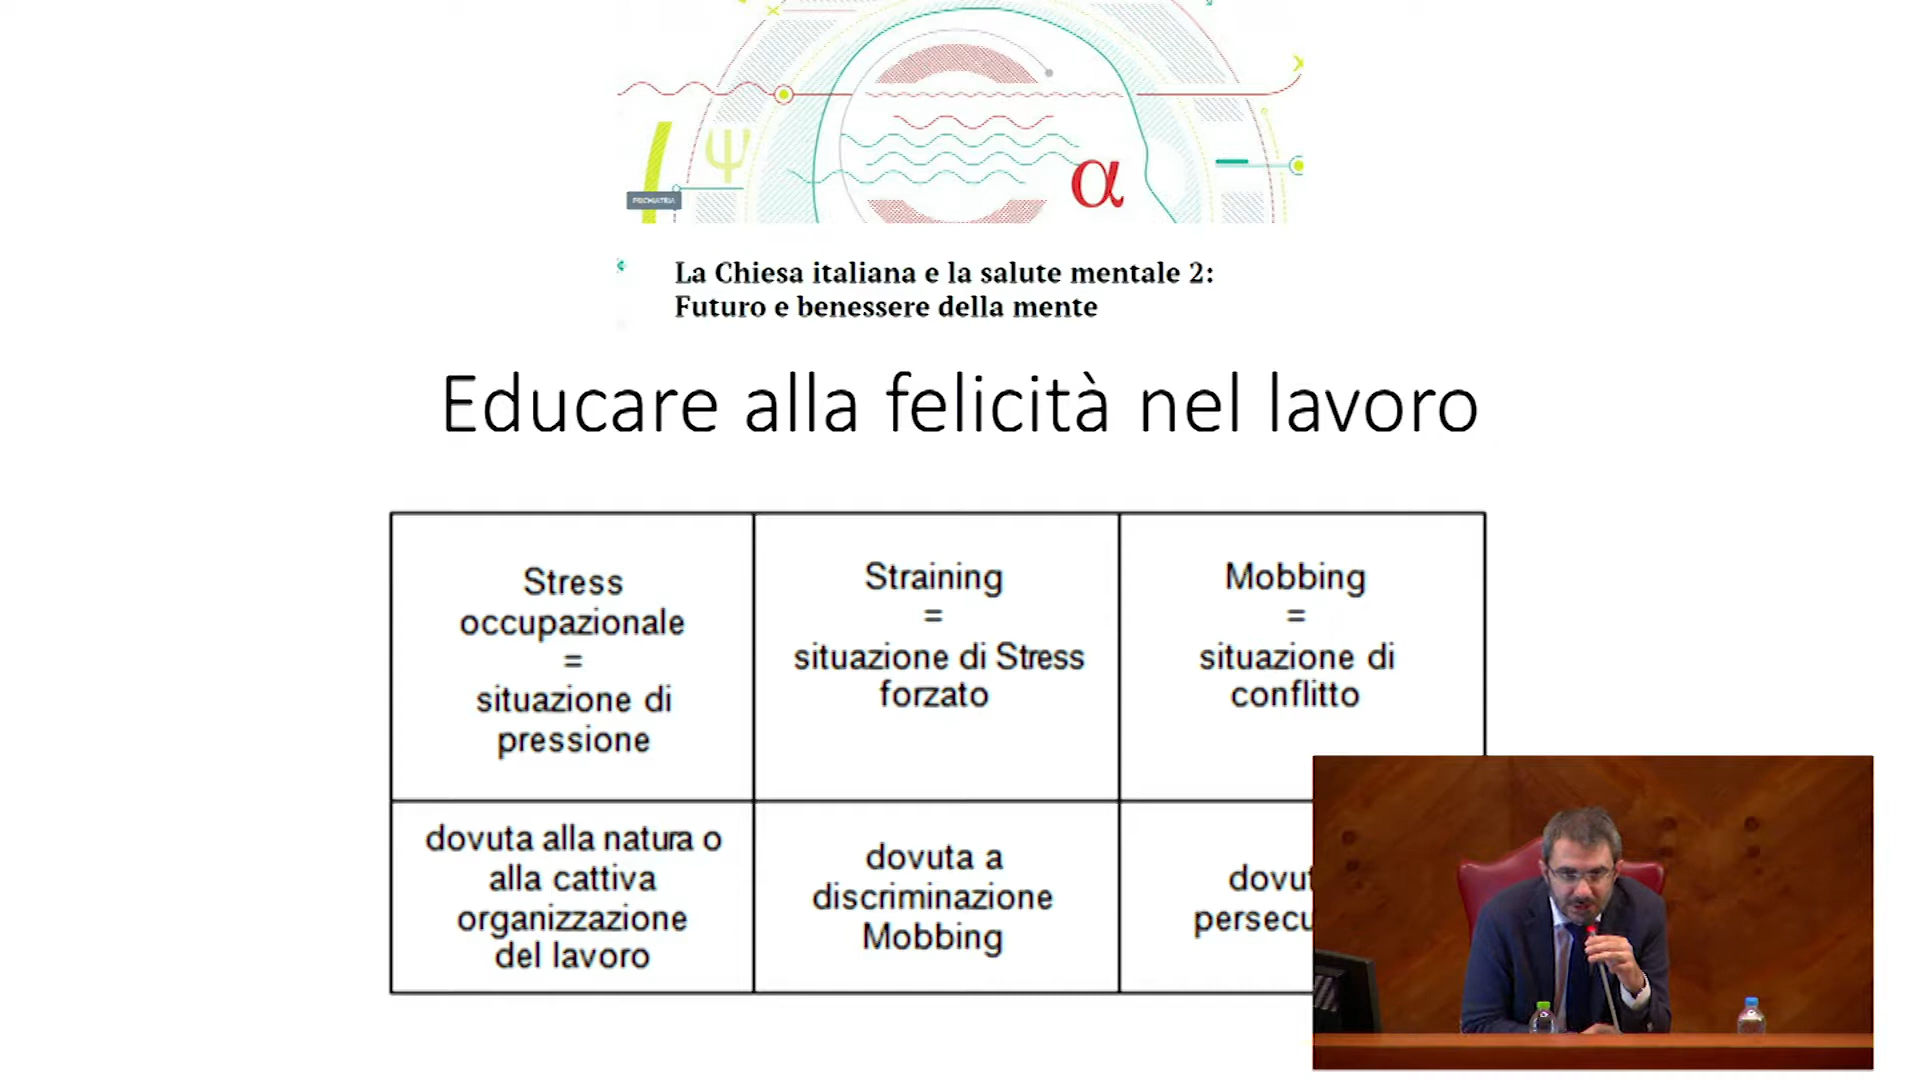 ψ
α
PSICHIATRIA
La Chiesa italiana e la salute mentale 2:
Futuro e benessere della mente
Educare alla felicità nel lavoro
Stress
occupazionale
=
situazione di
pressione
Straining
=
situazione di Stress
forzato
Mobbing
=
situazione di
conflitto
dovuta alla natura o
alla cattiva
organizzazione
del lavoro
dovuta a
discriminazione
Mobbing